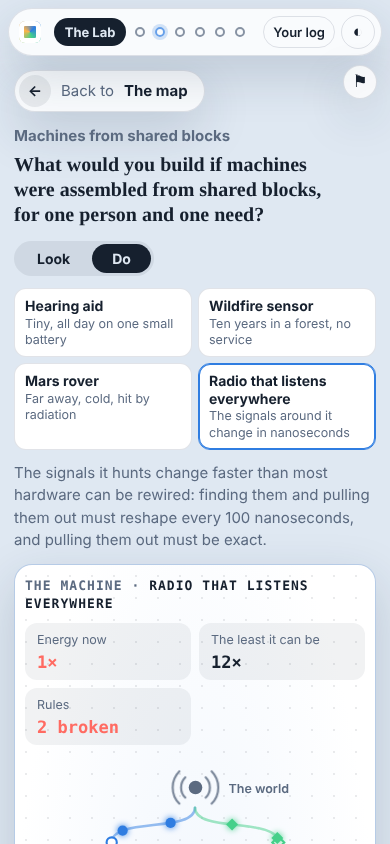 The Lab
Your log
Back to The map
Machines from shared blocks
What would you build if machines
were assembled from shared blocks,
for one person and one need?
Look
Do
Hearing aid
Tiny, all day on one small
battery
Wildfire sensor
Ten years in a forest, no
service
Mars rover
Far away, cold, hit by
radiation
Radio that listens
everywhere
The signals around it
change in nanoseconds
The signals it hunts change faster than most
hardware can be rewired: finding them and pulling
them out must reshape every 100 nanoseconds,
and pulling them out must be exact.
THE MACHINE · RADIO THAT LISTENS
EVERYWHERE
Energy now
1×
The least it can be
12×
Rules
2 broken
The world